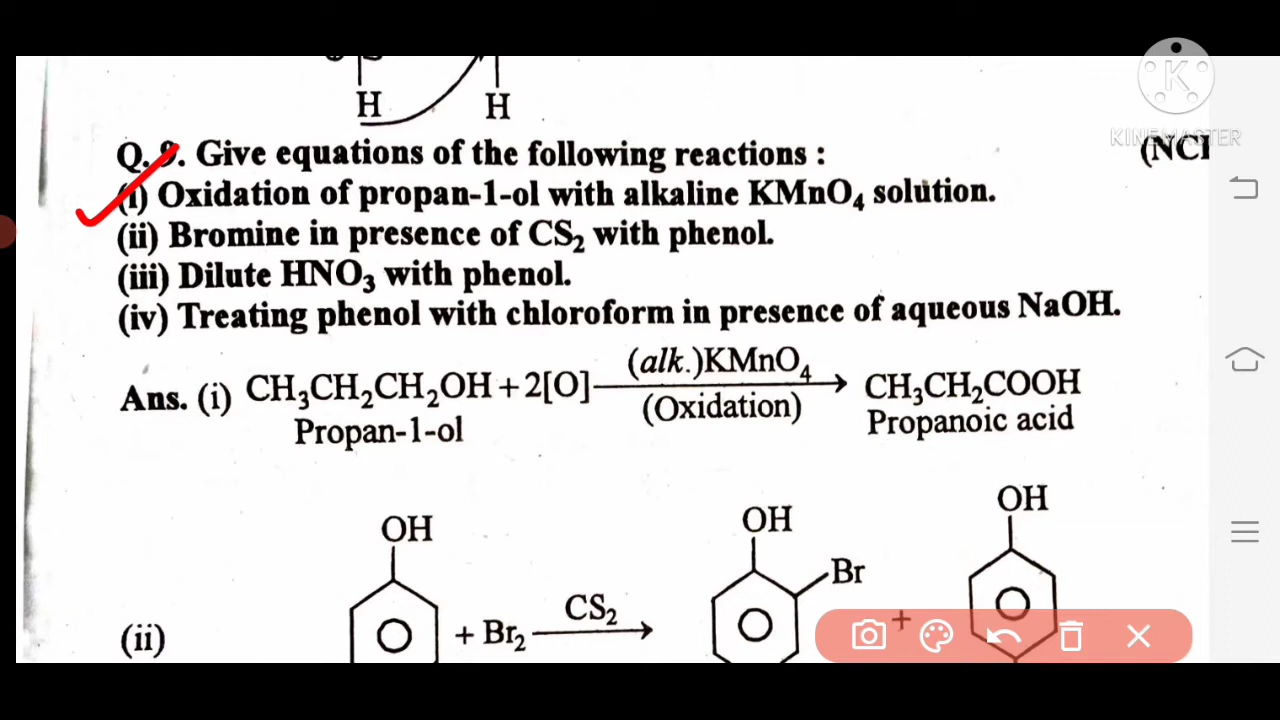 H H
K
KINEMASTER
Q. 9. Give equations of the following reactions : (NCI
(i) Oxidation of propan-1-ol with alkaline KMnO₄ solution.
(ii) Bromine in presence of CS₂ with phenol.
(iii) Dilute HNO₃ with phenol.
(iv) Treating phenol with chloroform in presence of aqueous NaOH.
Ans. (i) CH₃CH₂CH₂OH + 2[O] (alk.)KMnO₄ CH₃CH₂COOH
(Oxidation)
Propan-1-ol Propanoic acid
OH OH OH
Br
(ii) + Br₂ CS₂ +